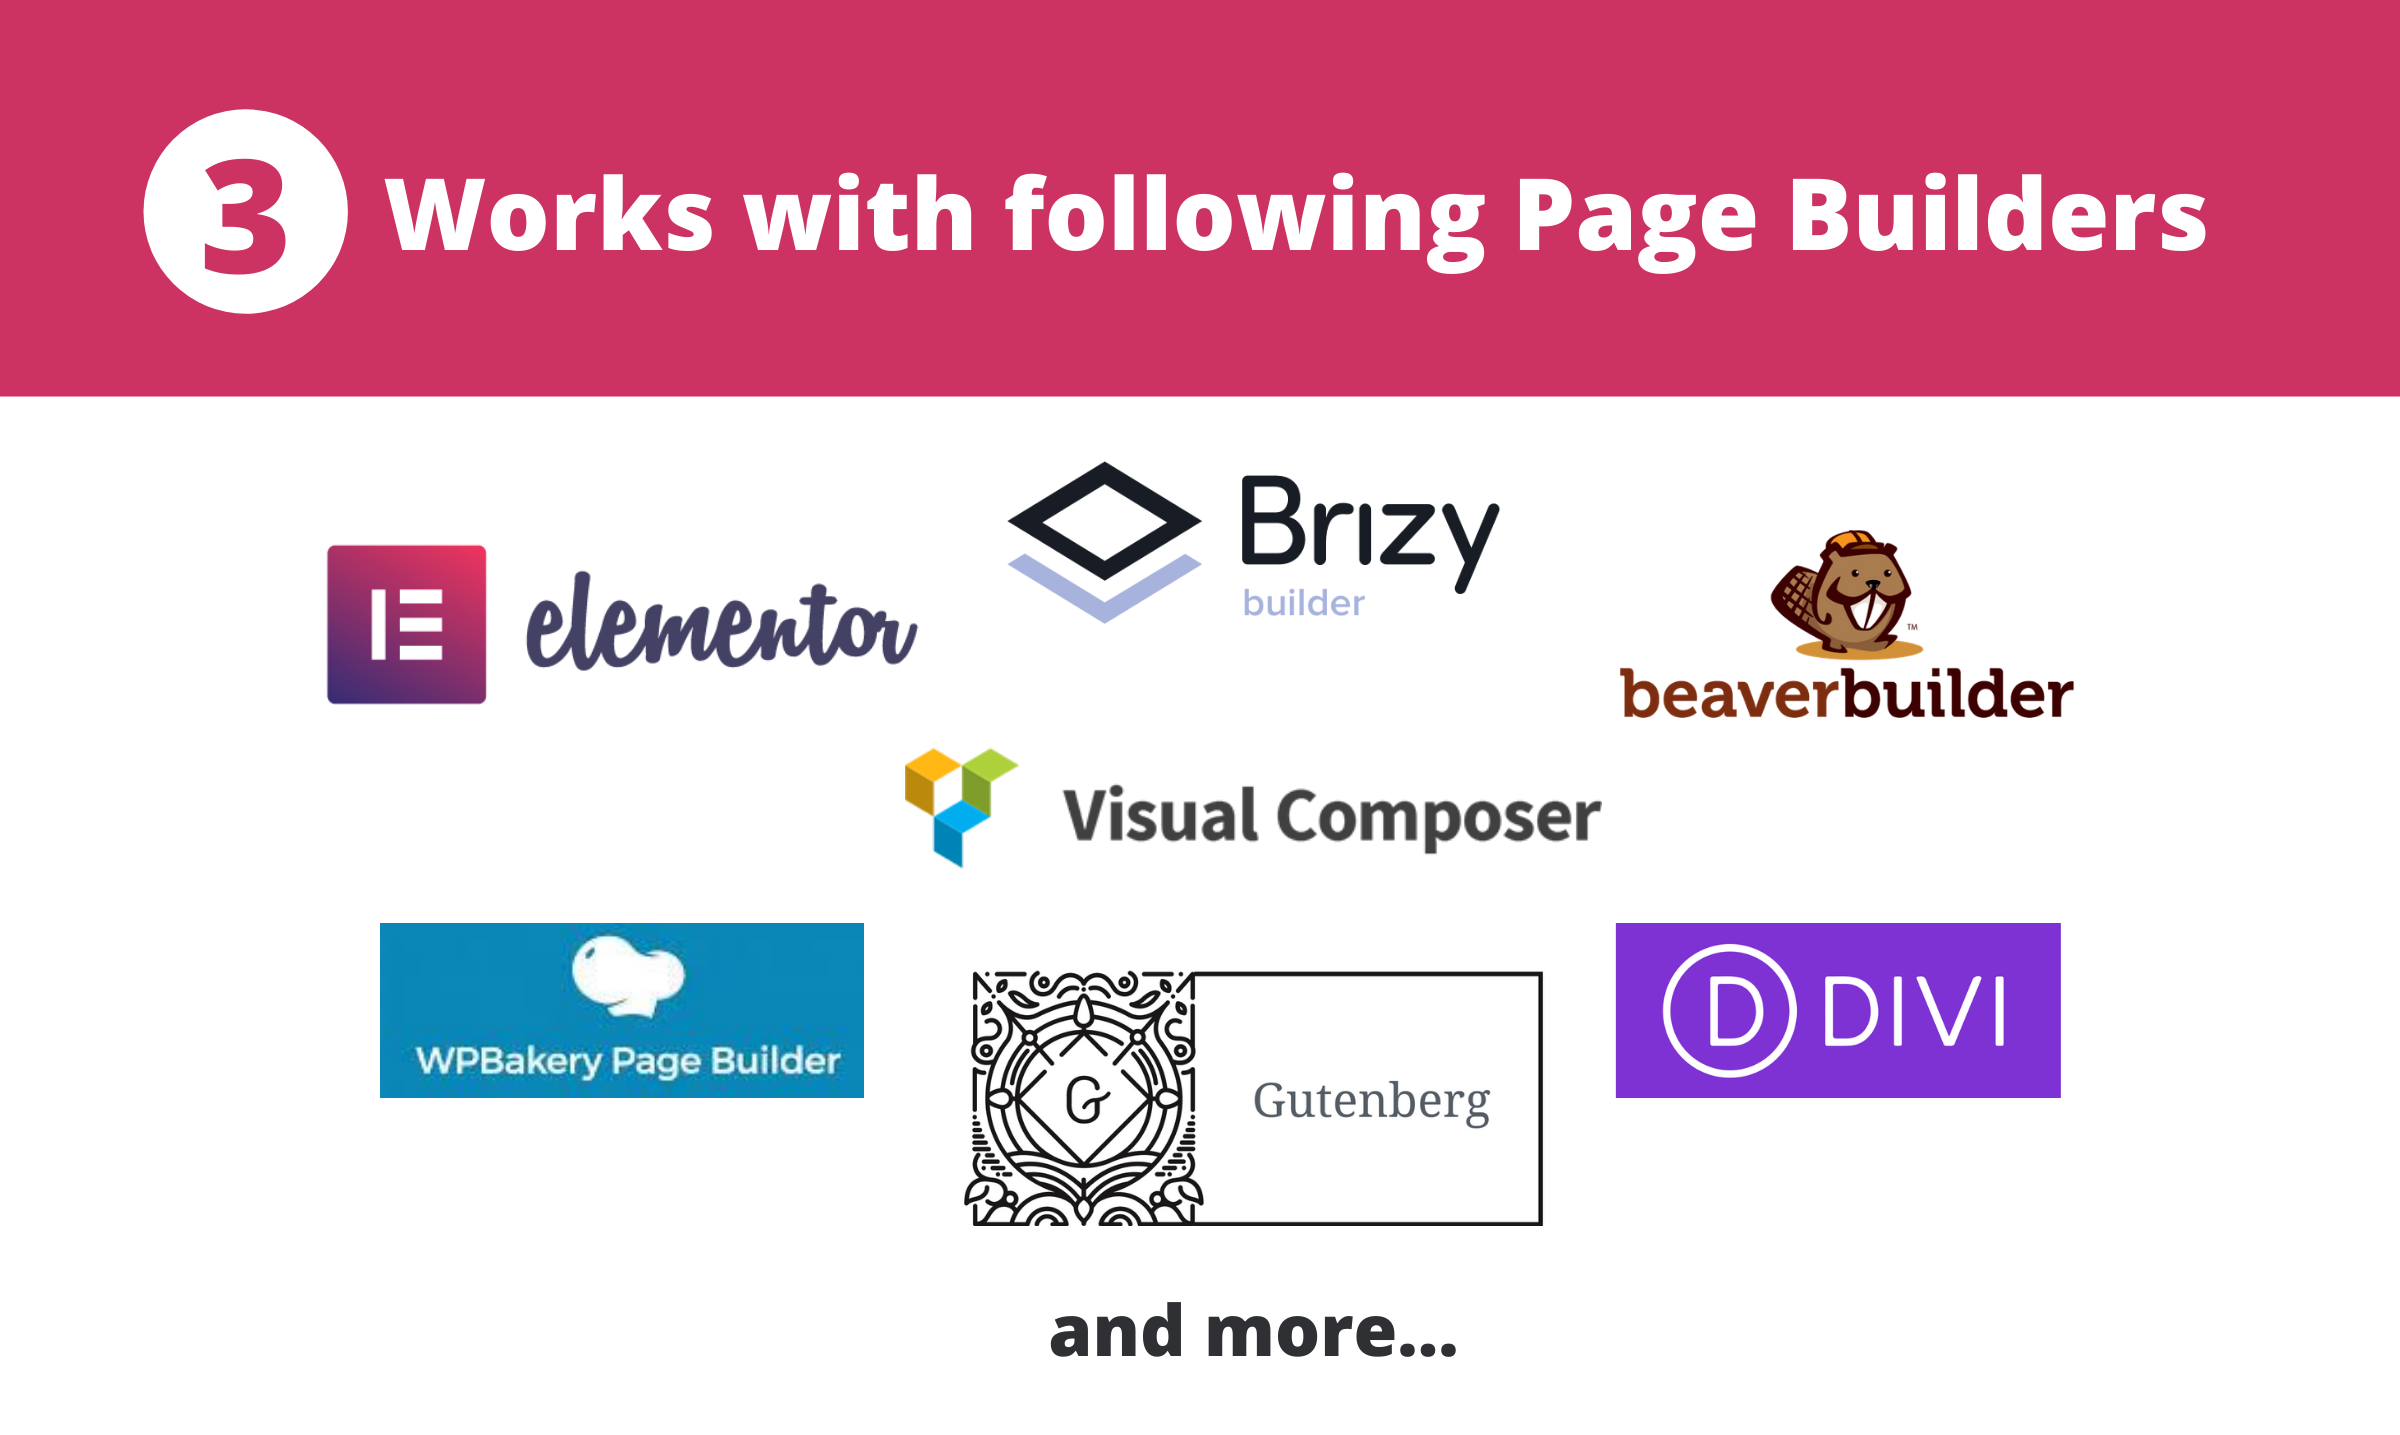 3 Works with following Page Builders
elementor
Brizy
builder
TM
beaverbuilder
Visual Composer
WPBakery Page Builder
G
Gutenberg
D DIVI
and more...